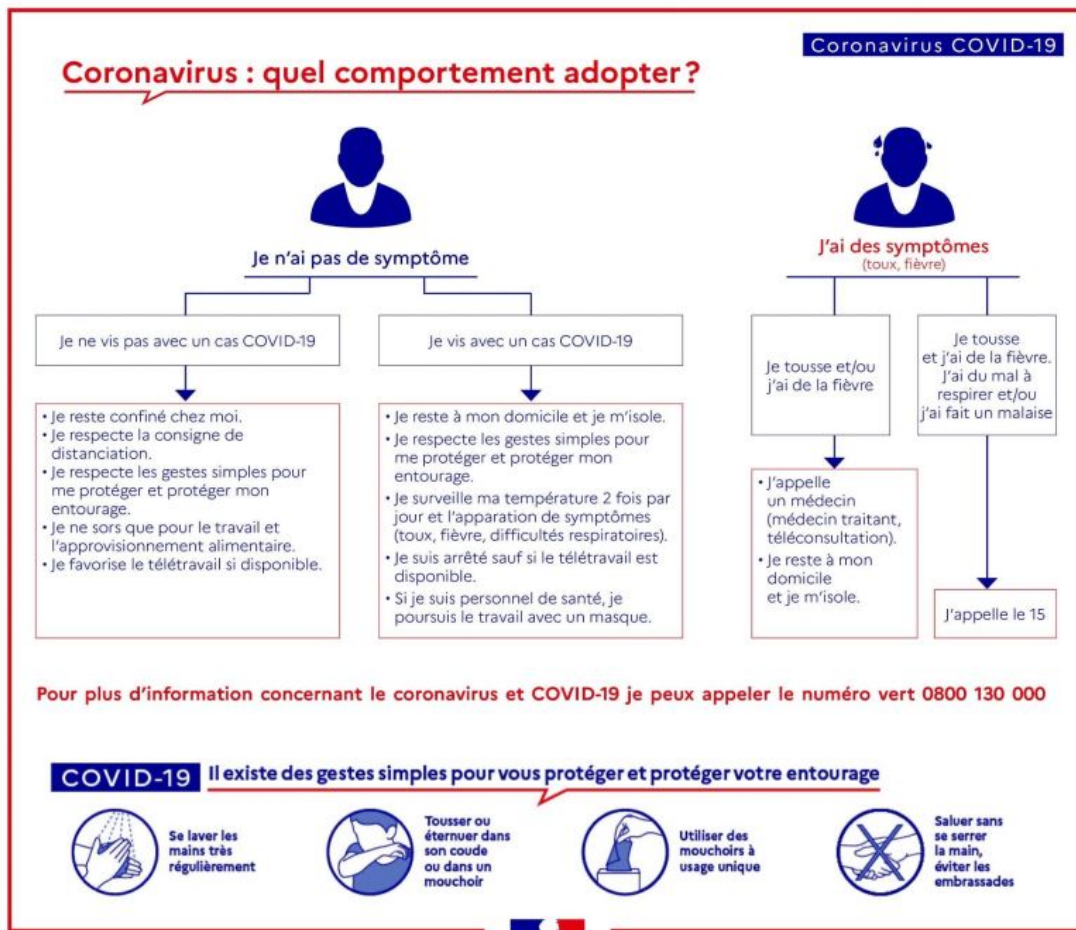 Coronavirus COVID-19
Coronavirus : quel comportement adopter ?
Je n'ai pas de symptôme
Je ne vis pas avec un cas COVID-19
• Je reste confiné chez moi.
• Je respecte la consigne de
distanciation.
• Je respecte les gestes simples pour
me protéger et protéger mon
entourage.
• Je ne sors que pour le travail et
l'approvisionnement alimentaire.
• Je favorise le télétravail si disponible.
Je vis avec un cas COVID-19
• Je reste à mon domicile et je m'isole.
• Je respecte les gestes simples pour
me protéger et protéger mon
entourage.
• Je surveille ma température 2 fois par
jour et l'apparation de symptômes
(toux, fièvre, difficultés respiratoires).
• Je suis arrêté sauf si le télétravail est
disponible.
• Si je suis personnel de santé, je
poursuis le travail avec un masque.
J'ai des symptômes
(toux, fièvre)
Je tousse et/ou
j'ai de la fièvre
• J'appelle
un médecin
(médecin traitant,
téléconsultation).
• Je reste à mon
domicile
et je m'isole.
Je tousse
et j'ai de la fièvre.
J'ai du mal à
respirer et/ou
j'ai fait un malaise
J'appelle le 15
Pour plus d'information concernant le coronavirus et COVID-19 je peux appeler le numéro vert 0800 130 000
COVID-19 Il existe des gestes simples pour vous protéger et protéger votre entourage
Se laver les
mains très
régulièrement
Tousser ou
éternuer dans
son coude
ou dans un
mouchoir
Utiliser des
mouchoirs à
usage unique
Saluer sans
se serrer
la main,
éviter les
embrassades